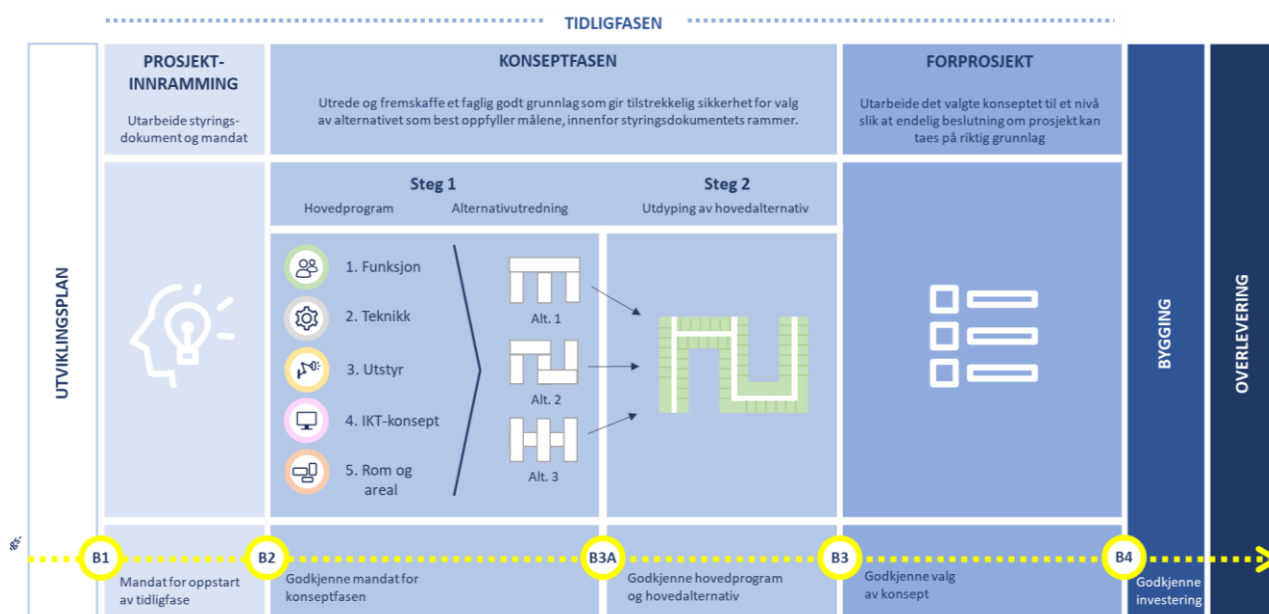 TIDLIGFASEN
UTVIKLINGSPLAN
PROSJEKT-
INNRAMMING
Utarbeide styrings-
dokument og mandat
KONSEPTFASEN
Utrede og fremskaffe et faglig godt grunnlag som gir tilstrekkelig sikkerhet for valg
av alternativet som best oppfyller målene, innenfor styringsdokumentets rammer.
FORPROSJEKT
Utarbeide det valgte konseptet til et nivå
slik at endelig beslutning om prosjekt kan
taes på riktig grunnlag
BYGGING
OVERLEVERING
Steg 1
Hovedprogram
Alternativutredning
Steg 2
Utdyping av hovedalternativ
1. Funksjon
2. Teknikk
3. Utstyr
4. IKT-konsept
5. Rom og
areal
Alt. 1
Alt. 2
Alt. 3
B1
B2
B3A
B3
B4
Mandat for oppstart
av tidligfase
Godkjenne mandat for
konseptfasen
Godkjenne hovedprogram
og hovedalternativ
Godkjenne valg
av konsept
Godkjenne
investering